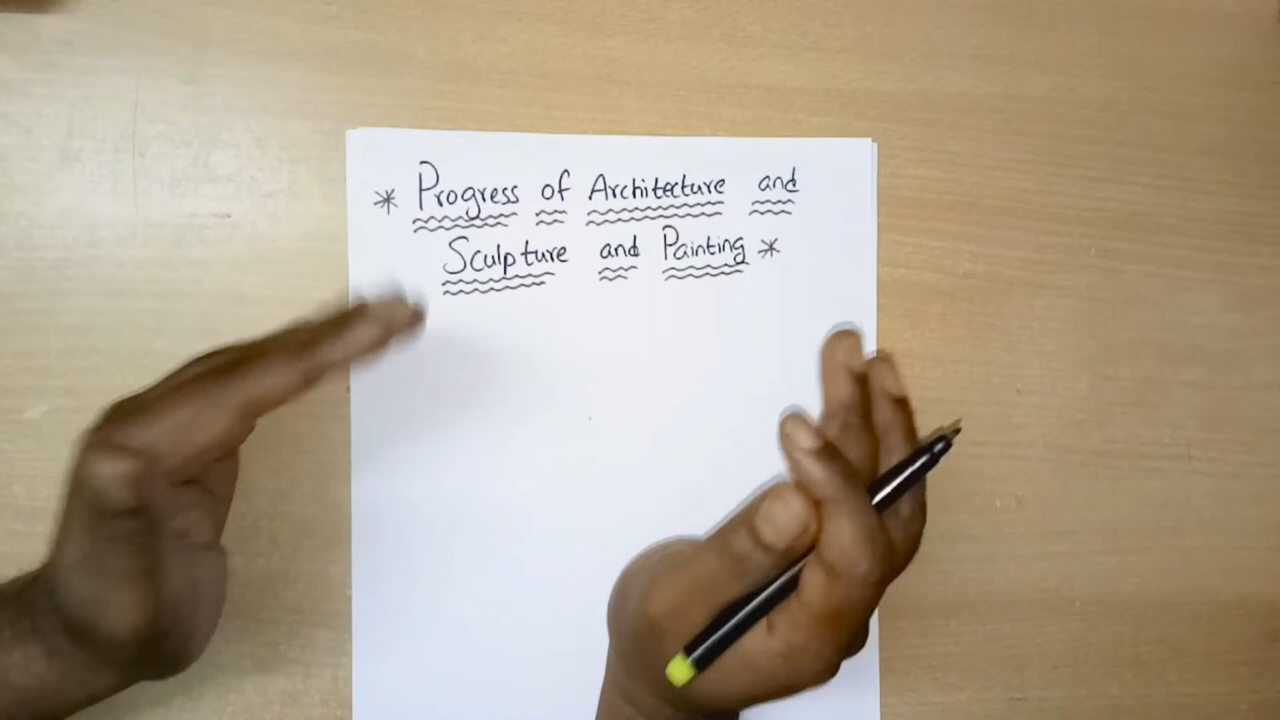 * Progress of Architecture and
Sculpture and Painting *